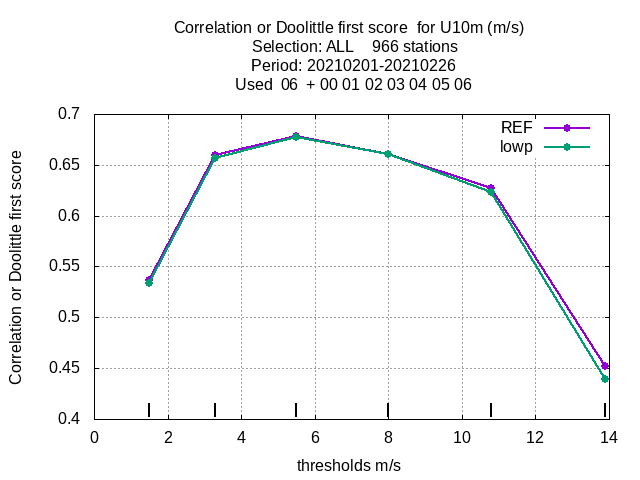 Correlation or Doolittle first score  for U10m (m/s)
Selection: ALL    966 stations
Period: 20210201-20210226
Used  06  + 00 01 02 03 04 05 06
REF
lowp
0.7
0.65
0.6
0.55
0.5
0.45
0.4
Correlation or Doolittle first score
0 2 4 6 8 10 12 14
thresholds m/s